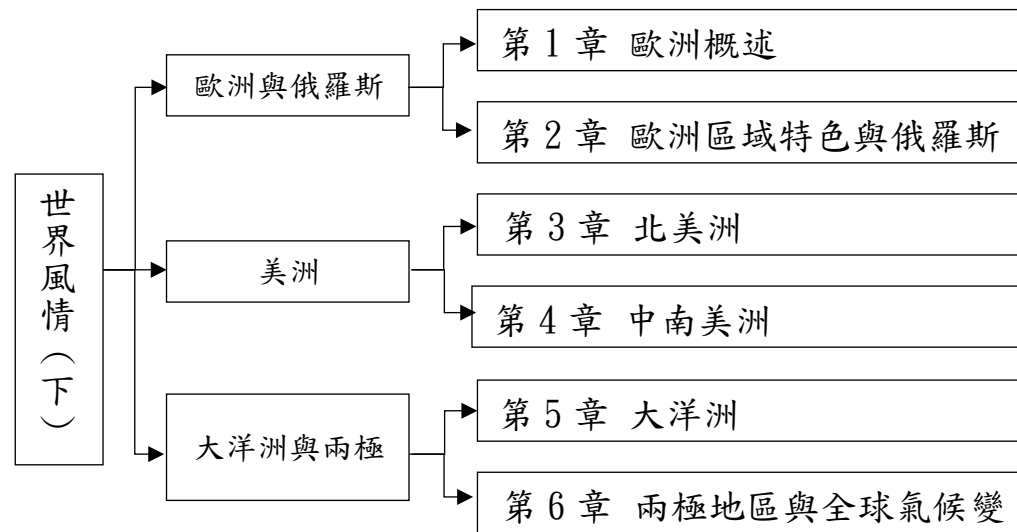 世界風情（下）
歐洲與俄羅斯
第 1 章 歐洲概述
第 2 章 歐洲區域特色與俄羅斯
美洲
第 3 章 北美洲
第 4 章 中南美洲
大洋洲與兩極
第 5 章 大洋洲
第 6 章 兩極地區與全球氣候變